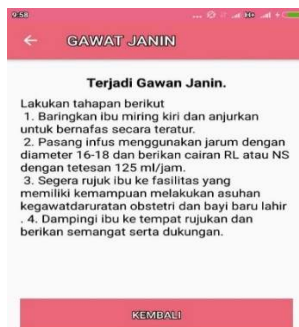 9:58
GAWAT JANIN
Terjadi Gawan Janin.
Lakukan tahapan berikut
1. Baringkan ibu miring kiri dan anjurkan
untuk bernafas secara teratur.
2. Pasang infus menggunakan jarum dengan
diameter 16-18 dan berikan cairan RL atau NS
dengan tetesan 125 ml/jam.
3. Segera rujuk ibu ke fasilitas yang
memiliki kemampuan melakukan asuhan
kegawatdaruratan obstetri dan bayi baru lahir
. 4. Dampingi ibu ke tempat rujukan dan
berikan semangat serta dukungan.
KEMBALI